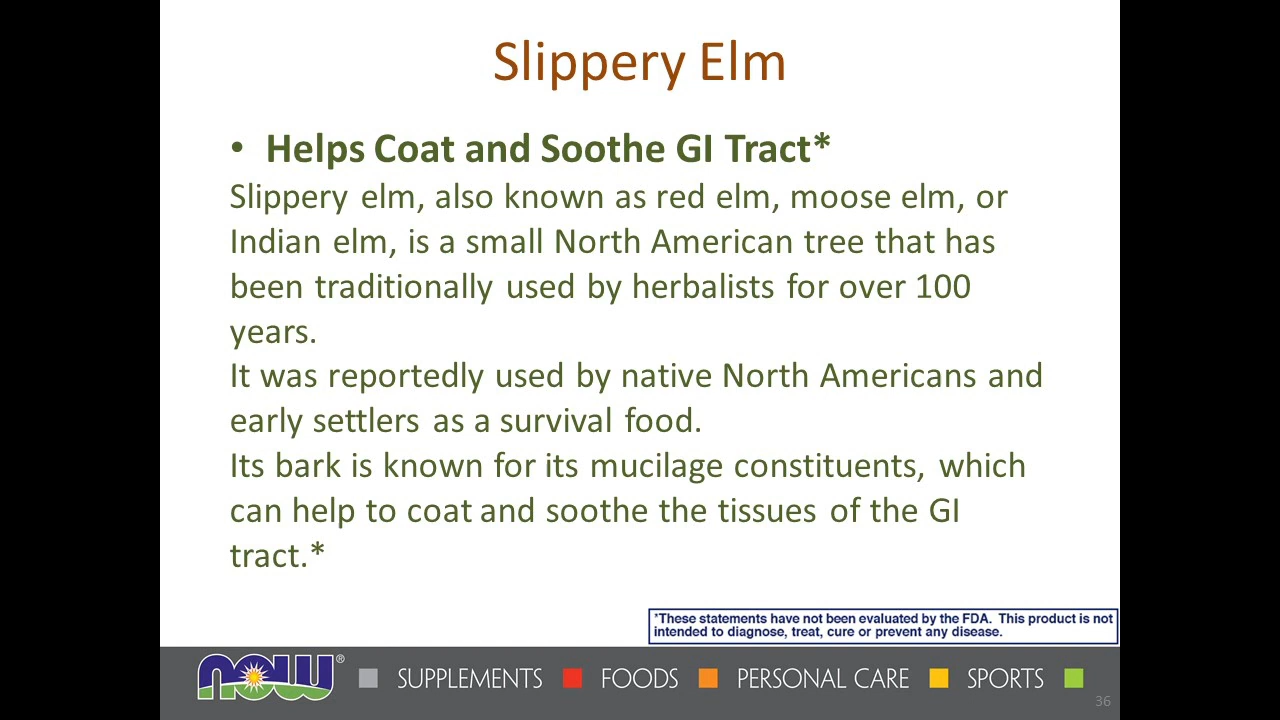 Slippery Elm
• Helps Coat and Soothe GI Tract*
Slippery elm, also known as red elm, moose elm, or
Indian elm, is a small North American tree that has
been traditionally used by herbalists for over 100
years.
It was reportedly used by native North Americans and
early settlers as a survival food.
Its bark is known for its mucilage constituents, which
can help to coat and soothe the tissues of the GI
tract.*
*These statements have not been evaluated by the FDA. This product is not
intended to diagnose, treat, cure or prevent any disease.
now® SUPPLEMENTS FOODS PERSONAL CARE SPORTS
36